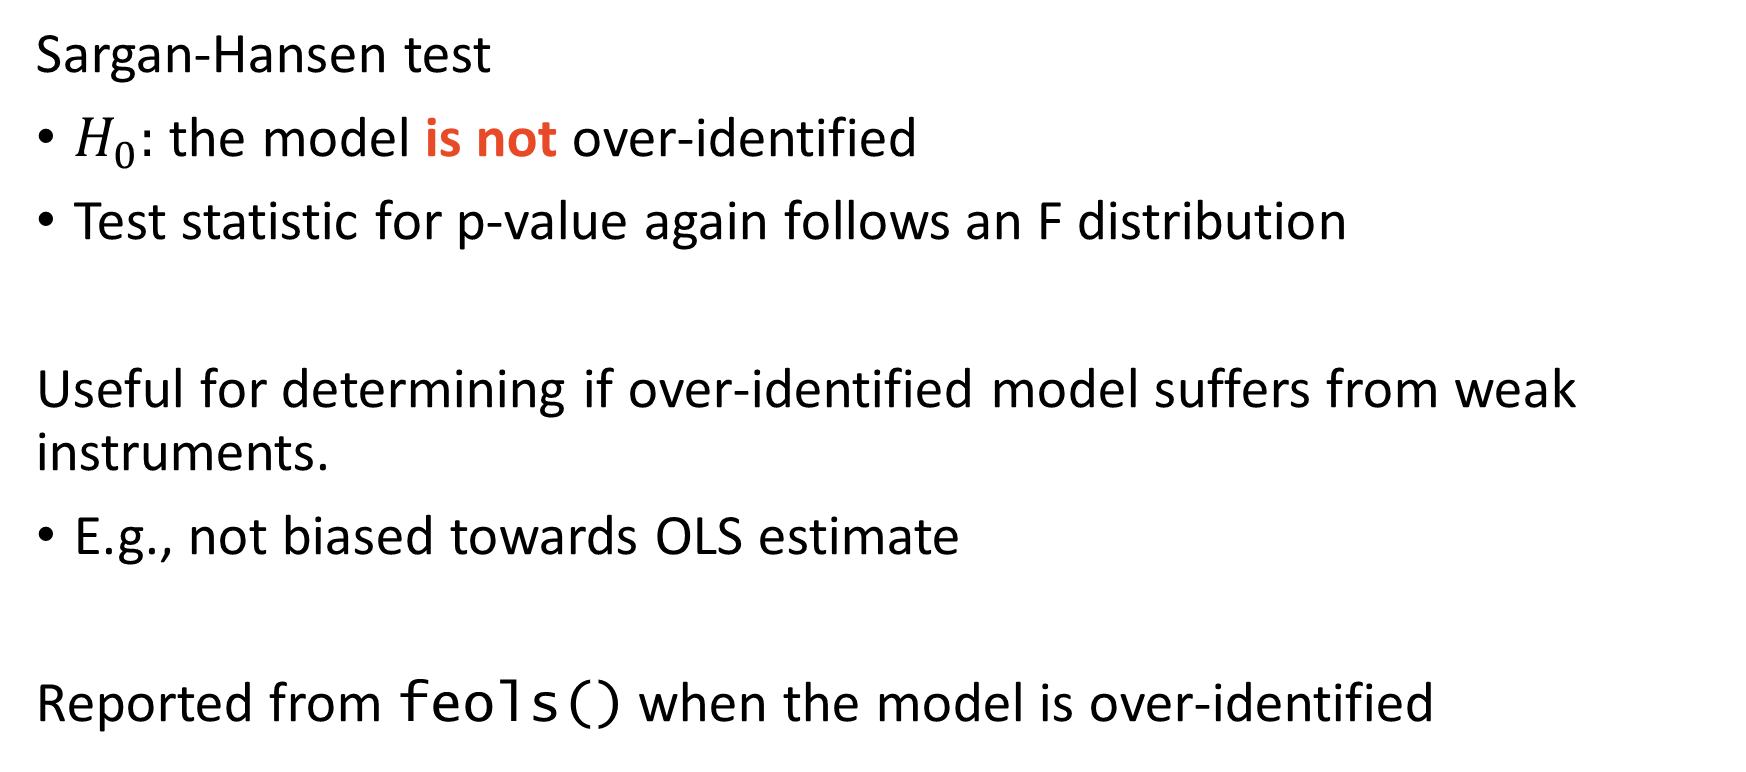 Sargan-Hansen test
• H₀: the model is not over-identified
• Test statistic for p-value again follows an F distribution
Useful for determining if over-identified model suffers from weak
instruments.
• E.g., not biased towards OLS estimate
Reported from feols() when the model is over-identified